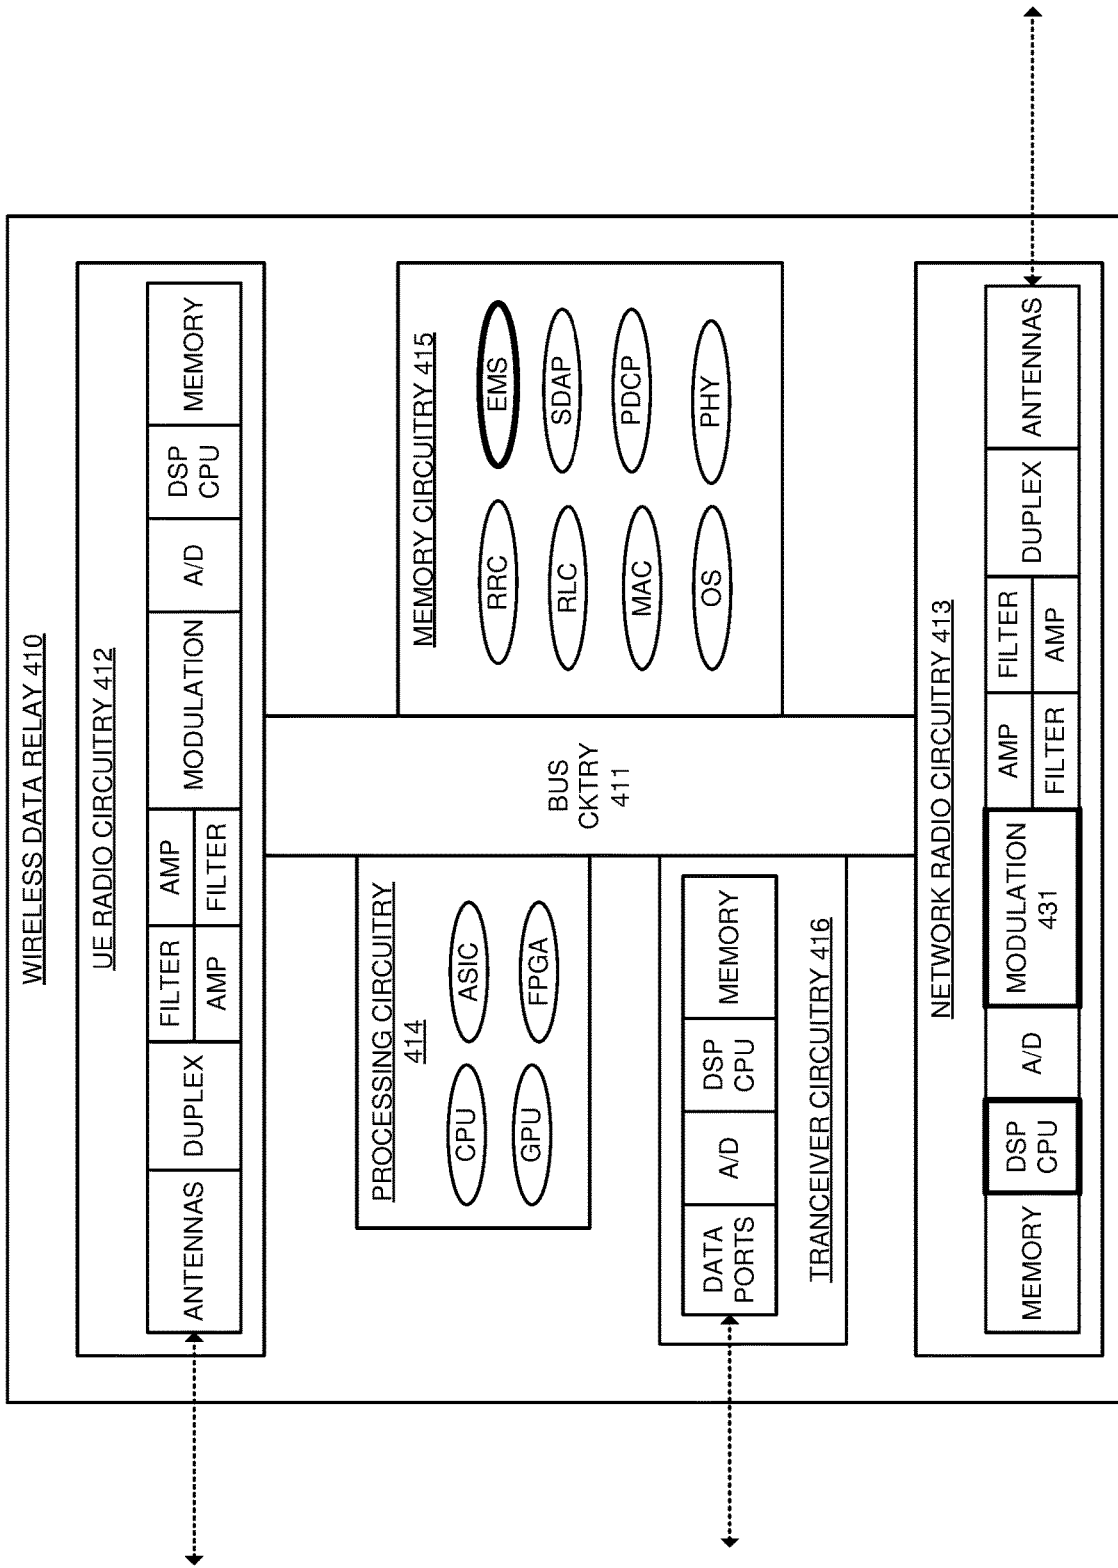 WIRELESS DATA RELAY 410
UE RADIO CIRCUITRY 412
ANTENNAS
DUPLEX
FILTER
AMP
AMP
FILTER
MODULATION
A/D
DSP
CPU
MEMORY
PROCESSING CIRCUITRY
414
CPU
ASIC
GPU
FPGA
MEMORY CIRCUITRY 415
RRC
EMS
RLC
SDAP
MAC
PDCP
OS
PHY
BUS
CKTRY
411
DATA
PORTS
A/D
DSP
CPU
MEMORY
TRANCEIVER CIRCUITRY 416
NETWORK RADIO CIRCUITRY 413
MEMORY
DSP
CPU
A/D
MODULATION
431
AMP
FILTER
FILTER
AMP
DUPLEX
ANTENNAS